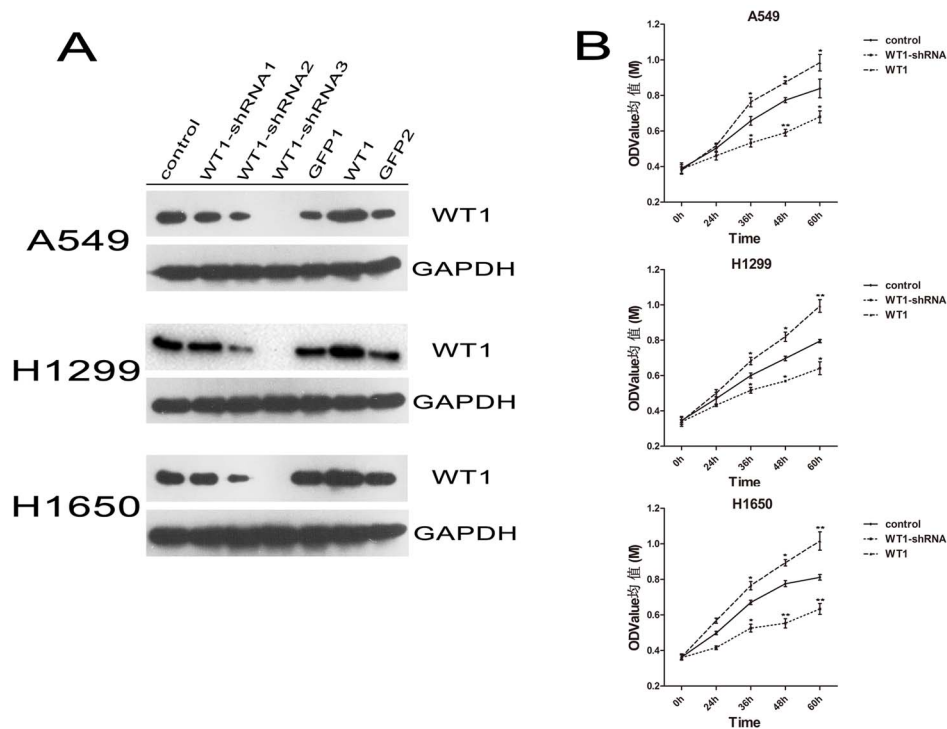 A
control
WT1-shRNA1
WT1-shRNA2
WT1-shRNA3
GFP1
WT1
GFP2
A549
WT1
GAPDH
H1299
WT1
GAPDH
H1650
WT1
GAPDH
B
A549
ODValue均值(M)
1.2
1.0
0.8
0.6
0.4
0.2
* * *
* ** *
0h 24h 36h 48h 60h
Time
control
WT1-shRNA
WT1
H1299
ODValue均值(M)
1.2
1.0
0.8
0.6
0.4
0.2
* * **
* * *
0h 24h 36h 48h 60h
Time
control
WT1-shRNA
WT1
H1650
ODValue均值(M)
1.2
1.0
0.8
0.6
0.4
0.2
* * **
* ** **
0h 24h 36h 48h 60h
Time
control
WT1-shRNA
WT1